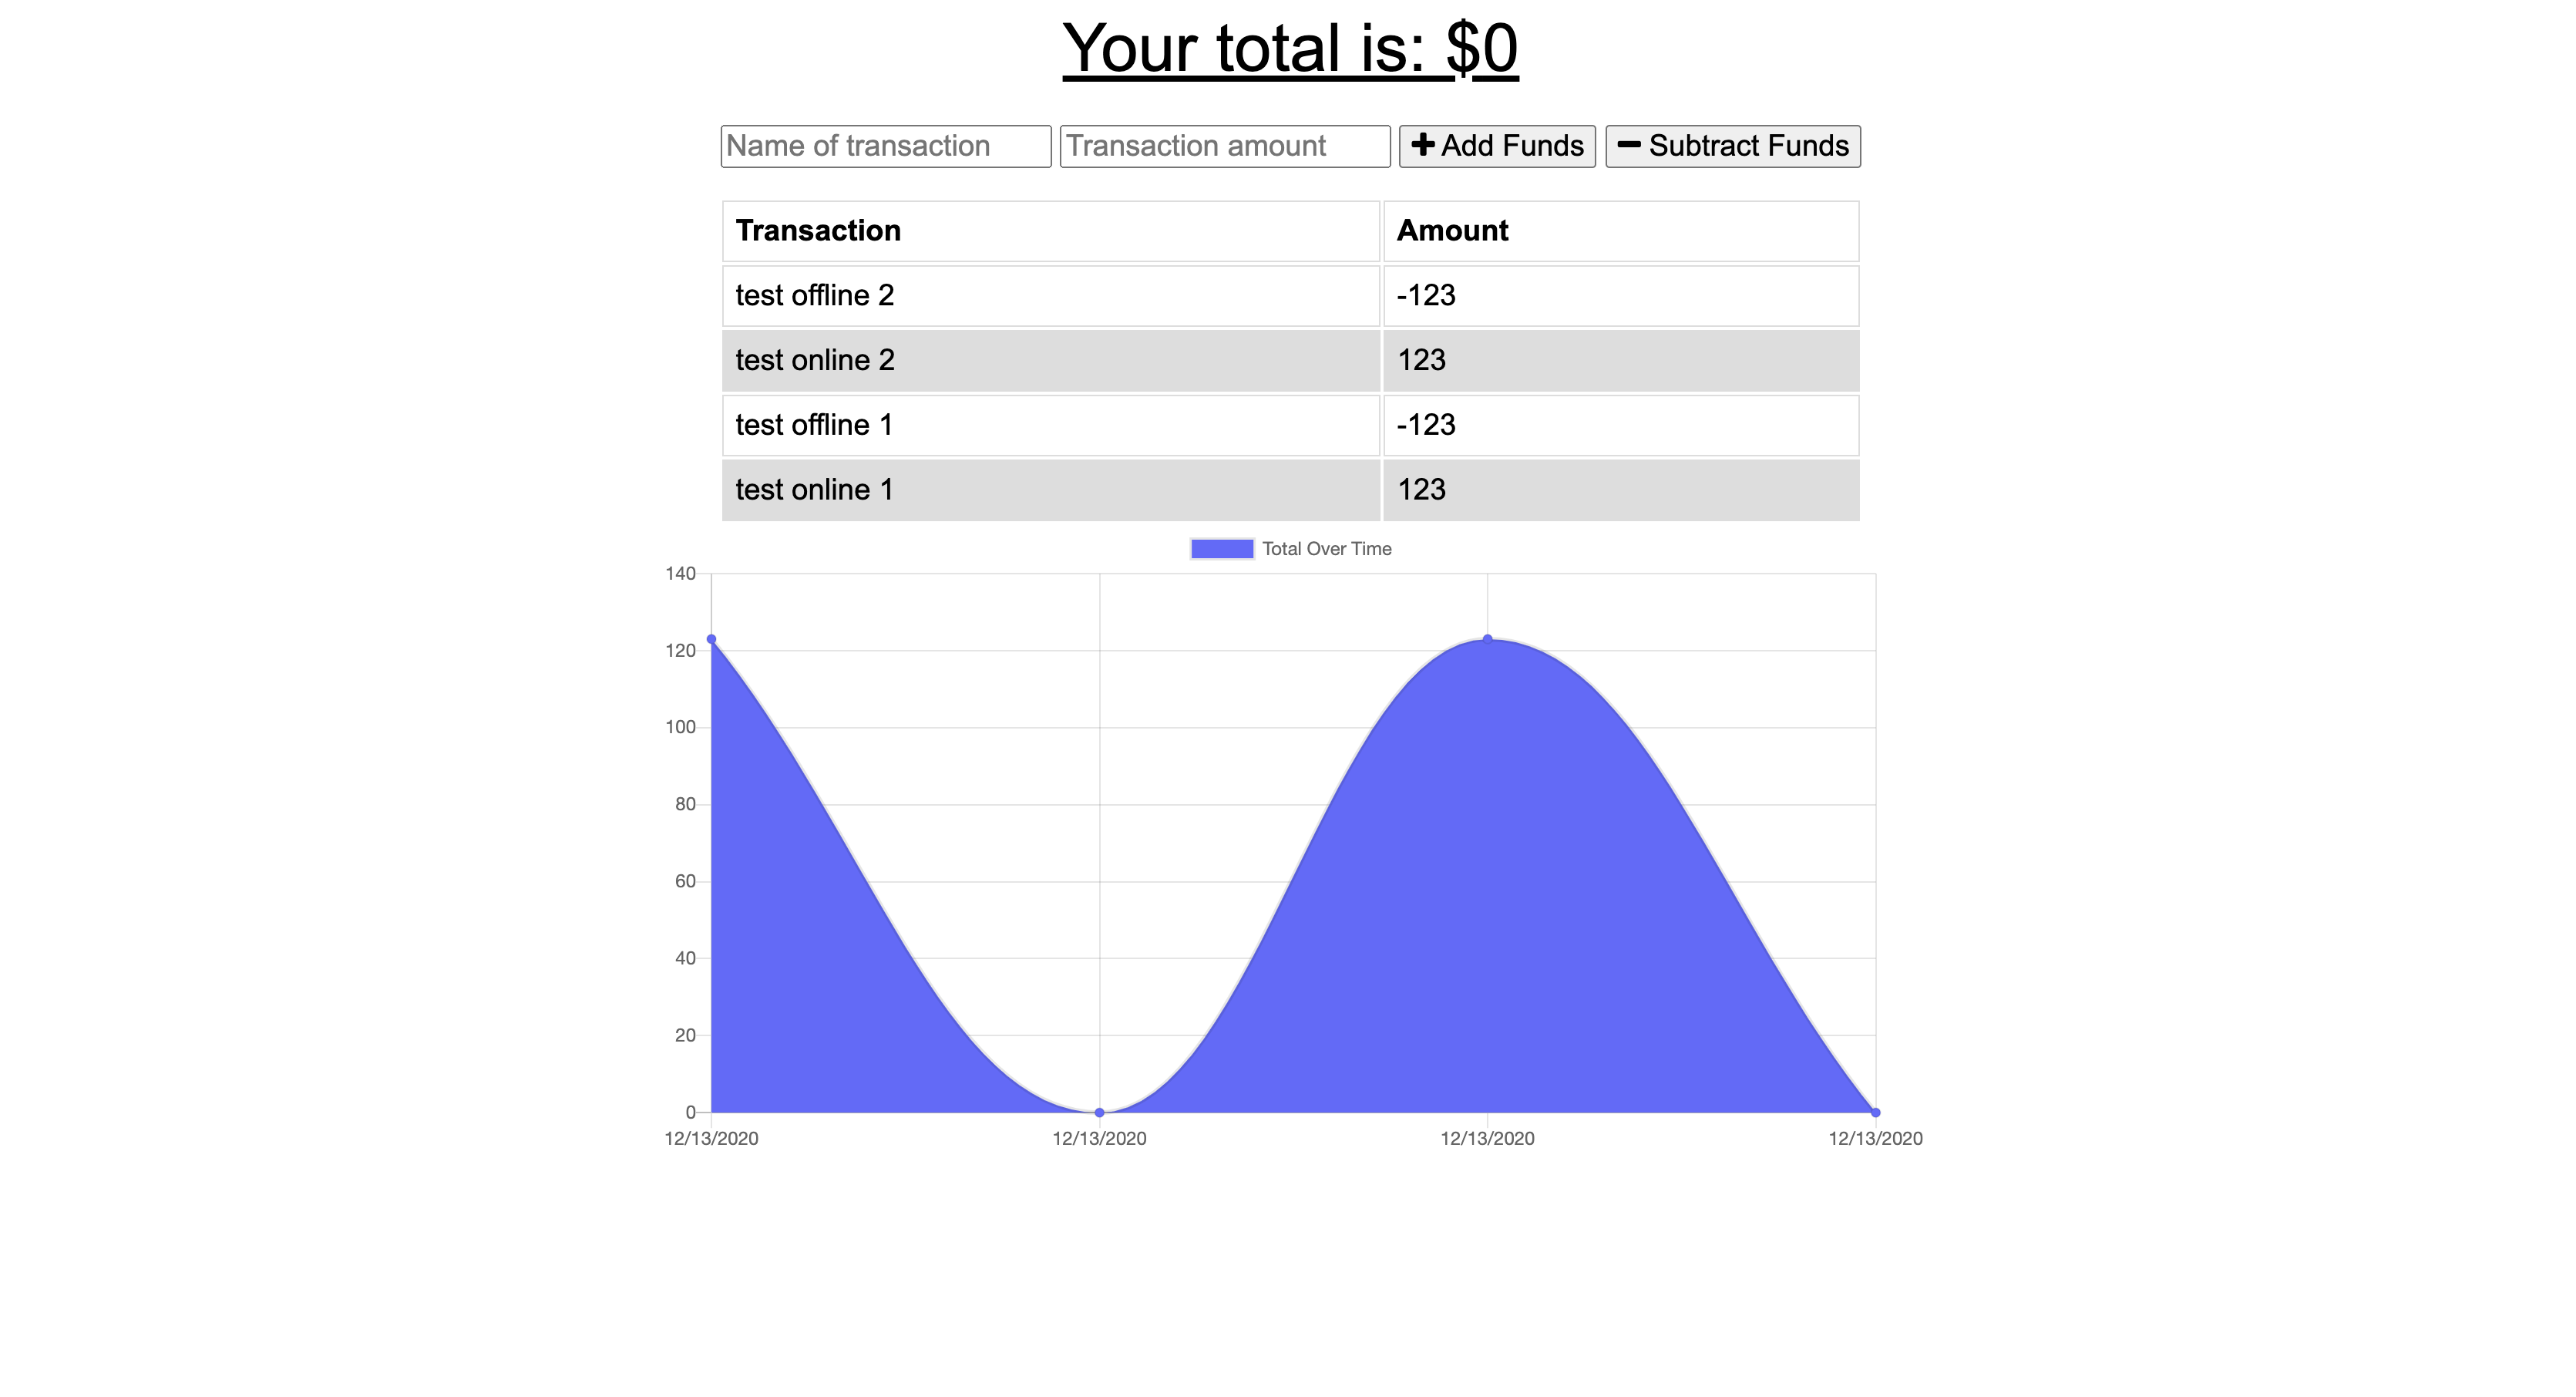 Your total is: $0
Name of transaction Transaction amount Add Funds Subtract Funds
Transaction Amount
test offline 2 -123
test online 2 123
test offline 1 -123
test online 1 123
Total Over Time
140
120
100
80
60
40
20
0
12/13/2020 12/13/2020 12/13/2020 12/13/2020